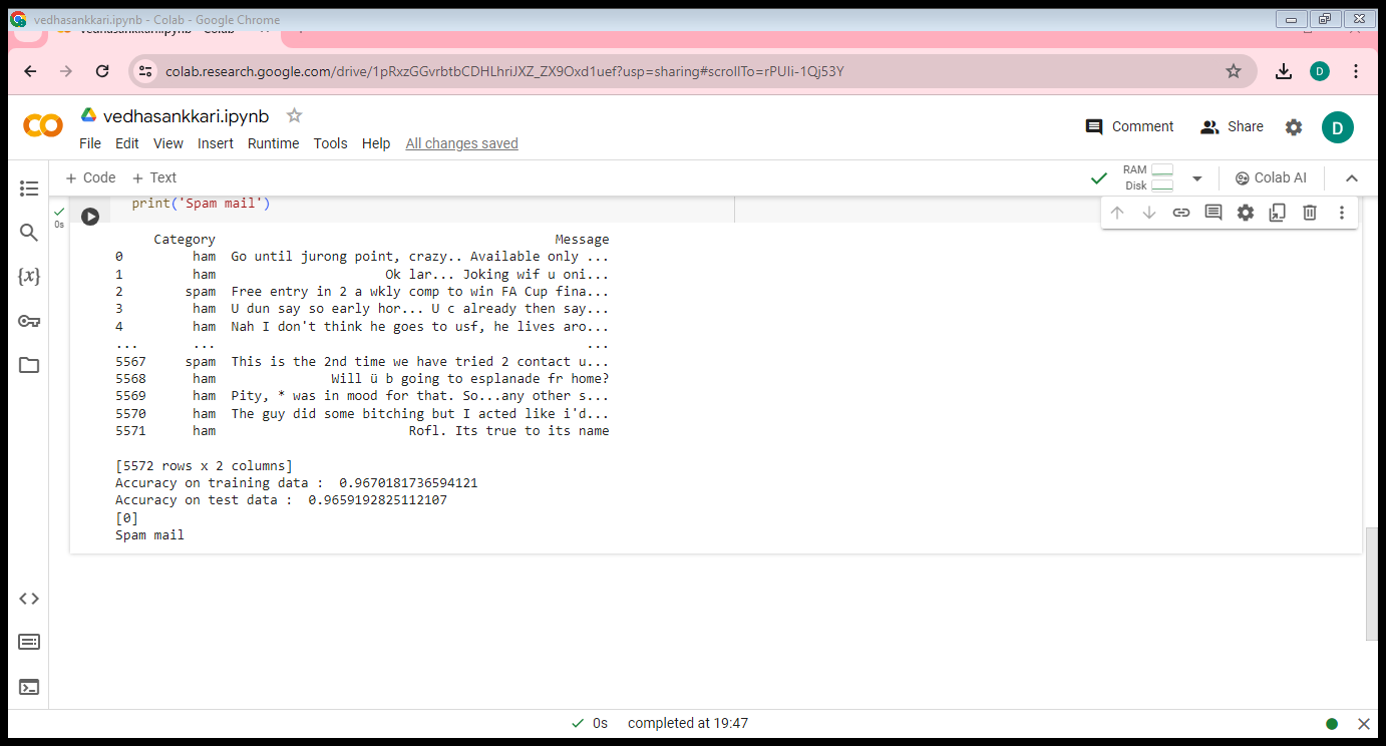 vedhasankkari.ipynb - Colab - Google Chrome
vedhasankkari.ipynb - Colab
colab.research.google.com/drive/1pRxzGGvrbtbCDHLhriJXZ_ZX9Oxd1uef?usp=sharing#scrollTo=rPUIi-1Qj53Y
D
vedhasankkari.ipynb
File Edit View Insert Runtime Tools Help All changes saved
Comment Share D
+ Code + Text
RAM
Disk
Colab AI
print('Spam mail')
0s
{x}
Category Message
0 ham Go until jurong point, crazy.. Available only ...
1 ham Ok lar... Joking wif u oni...
2 spam Free entry in 2 a wkly comp to win FA Cup fina...
3 ham U dun say so early hor... U c already then say...
4 ham Nah I don't think he goes to usf, he lives aro...
... ... ...
5567 spam This is the 2nd time we have tried 2 contact u...
5568 ham Will ü b going to esplanade fr home?
5569 ham Pity, * was in mood for that. So...any other s...
5570 ham The guy did some bitching but I acted like i'd...
5571 ham Rofl. Its true to its name
[5572 rows x 2 columns]
Accuracy on training data : 0.9670181736594121
Accuracy on test data : 0.9659192825112107
[0]
Spam mail
0s completed at 19:47